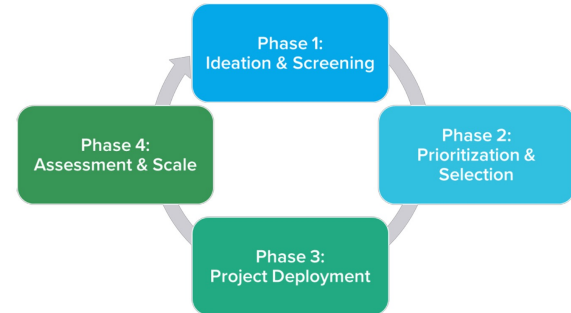 Phase 1:
Ideation & Screening
Phase 2:
Prioritization &
Selection
Phase 3:
Project Deployment
Phase 4:
Assessment & Scale